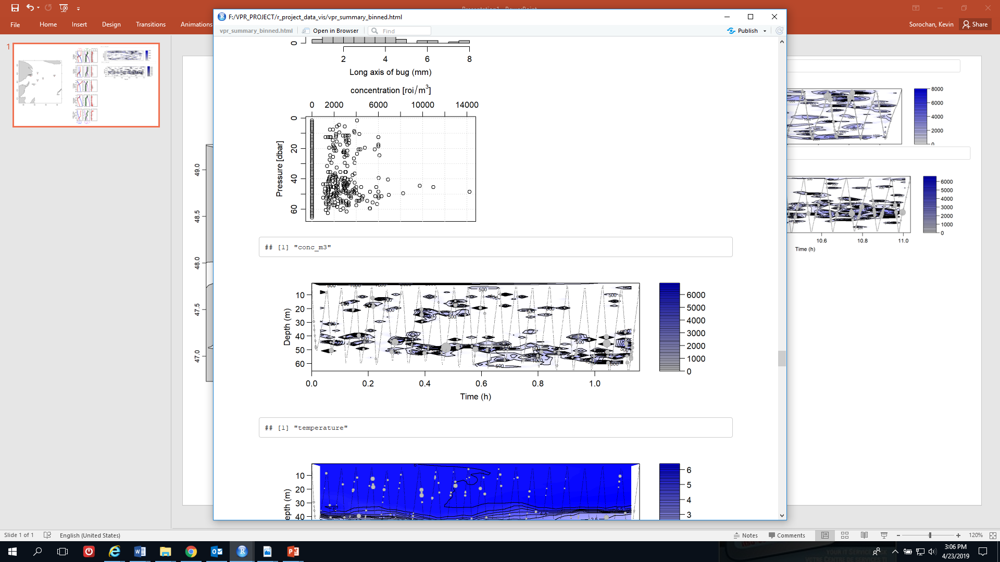 Presentation1 - PowerPoint
File Home Insert Design Transitions Animations
Sorochan, Kevin Share
F:/VPR_PROJECT/r_project_data_vis/vpr_summary_binned.html
vpr_summary_binned.html Open in Browser Find Publish
1
0
2 4 6 8
Long axis of bug (mm)
concentration [roi/m3]
0 2000 6000 10000 14000
Pressure [dbar]
0
20
40
60
## [1] "conc_m3"
Depth (m)
10
20
30
40
50
60
0.0 0.2 0.4 0.6 0.8 1.0
Time (h)
6000
5000
4000
3000
2000
1000
0
## [1] "temperature"
epth (m)
10
20
30
40
6
5
4
3
49.0
48.5
48.0
47.5
47.0
8000
6000
4000
2000
0
6000
5000
4000
3000
2000
1000
0
10.6 10.8 11.0
Time (h)
Slide 1 of 1 English (United States) Notes Comments 120%
3:06 PM
4/23/2019